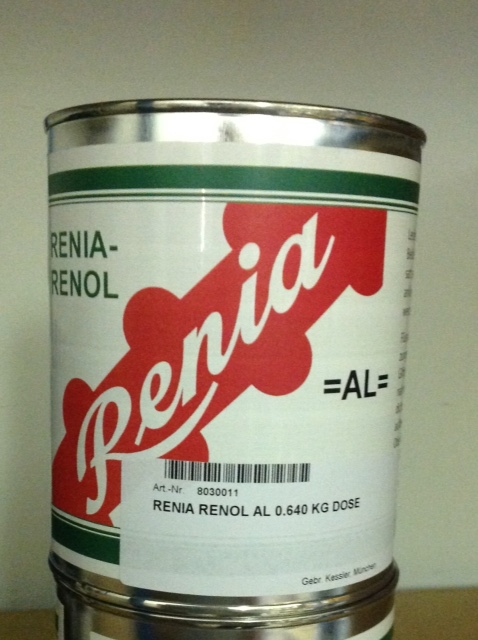 RENIA-
RENOL
Renia
=AL=
Art.-Nr. 8030011
RENIA RENOL AL 0.640 KG DOSE
Gebr. Kessler, München